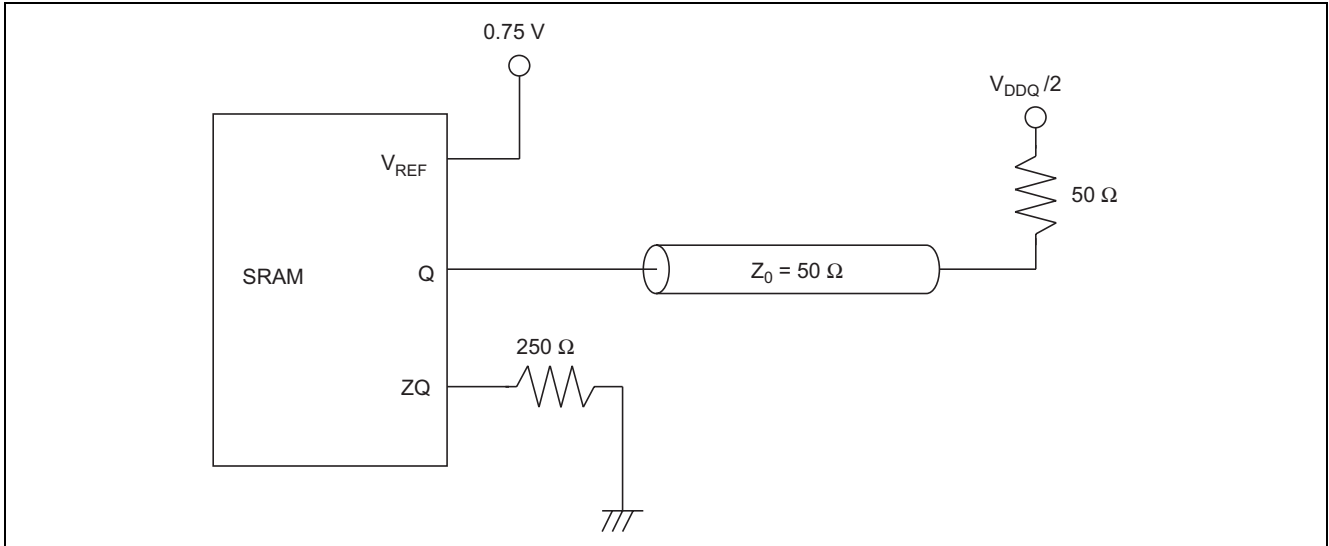 0.75 V
V_DDQ /2
V_REF
50 Ω
SRAM
Q
Z_0 = 50 Ω
250 Ω
ZQ